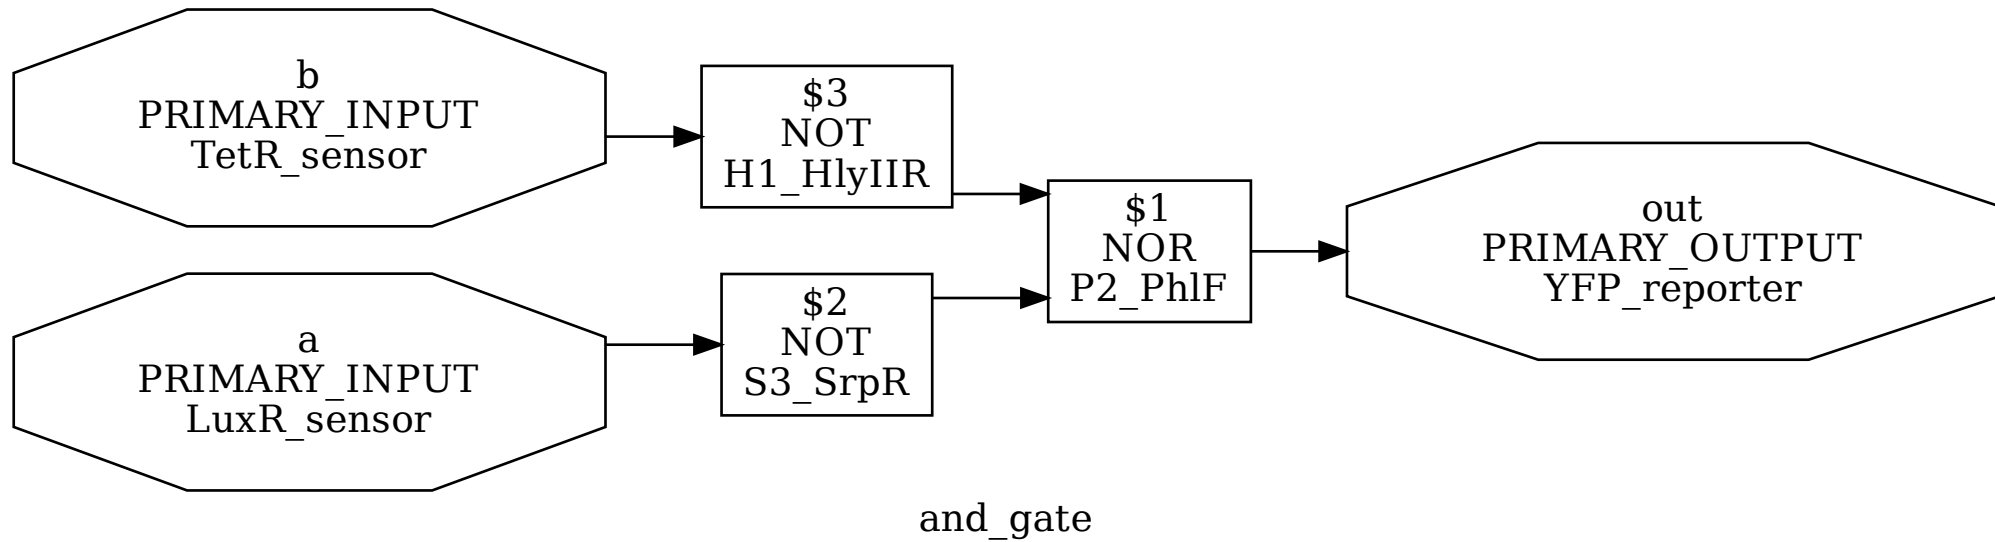 b
PRIMARY_INPUT
TetR_sensor
$3
NOT
H1_HlyIIR
a
PRIMARY_INPUT
LuxR_sensor
$2
NOT
S3_SrpR
$1
NOR
P2_PhlF
out
PRIMARY_OUTPUT
YFP_reporter
and_gate